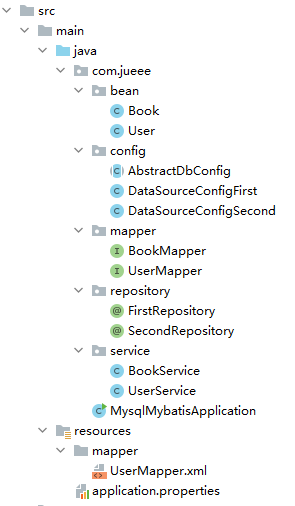 src
main
java
com.jueee
bean
Book
User
config
AbstractDbConfig
DataSourceConfigFirst
DataSourceConfigSecond
mapper
BookMapper
UserMapper
repository
FirstRepository
SecondRepository
service
BookService
UserService
MysqlMybatisApplication
resources
mapper
UserMapper.xml
application.properties